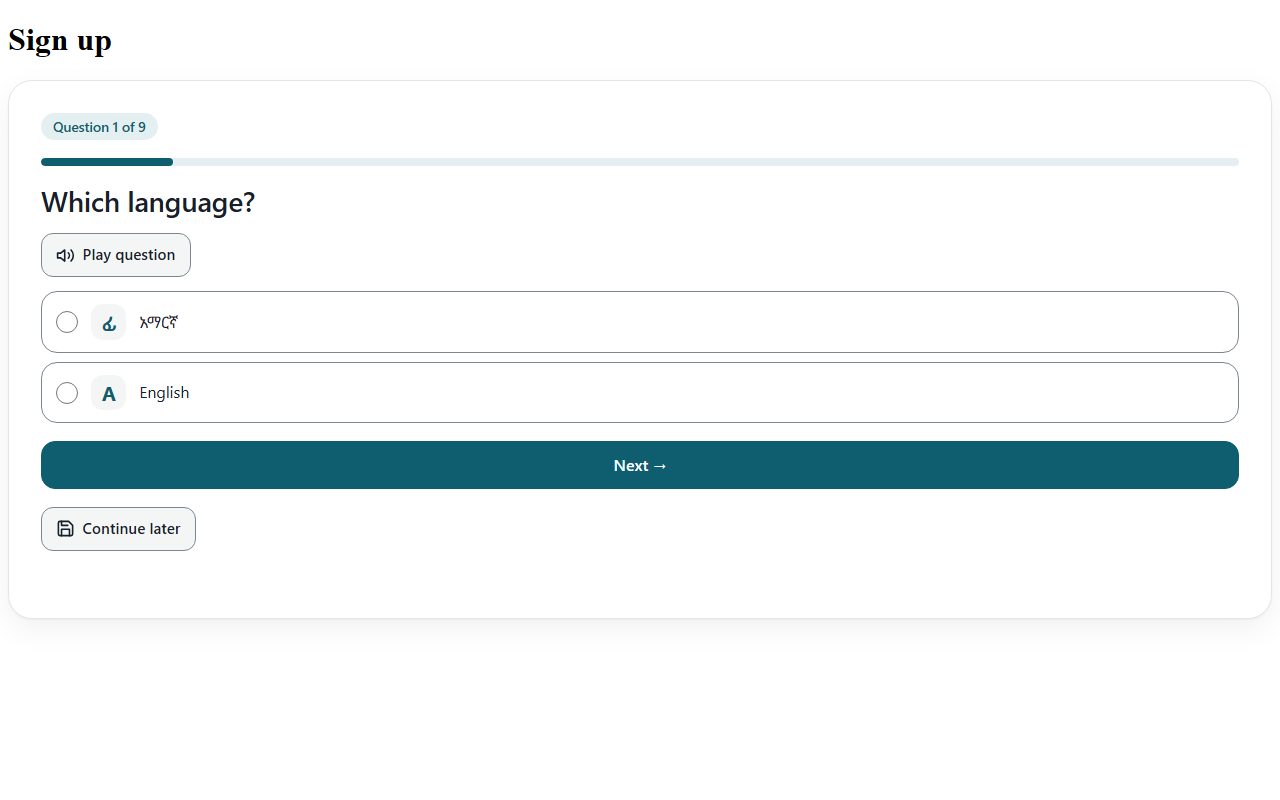 Sign up
Question 1 of 9
Which language?
Play question
ፊ አማርኛ
A English
Next →
Continue later